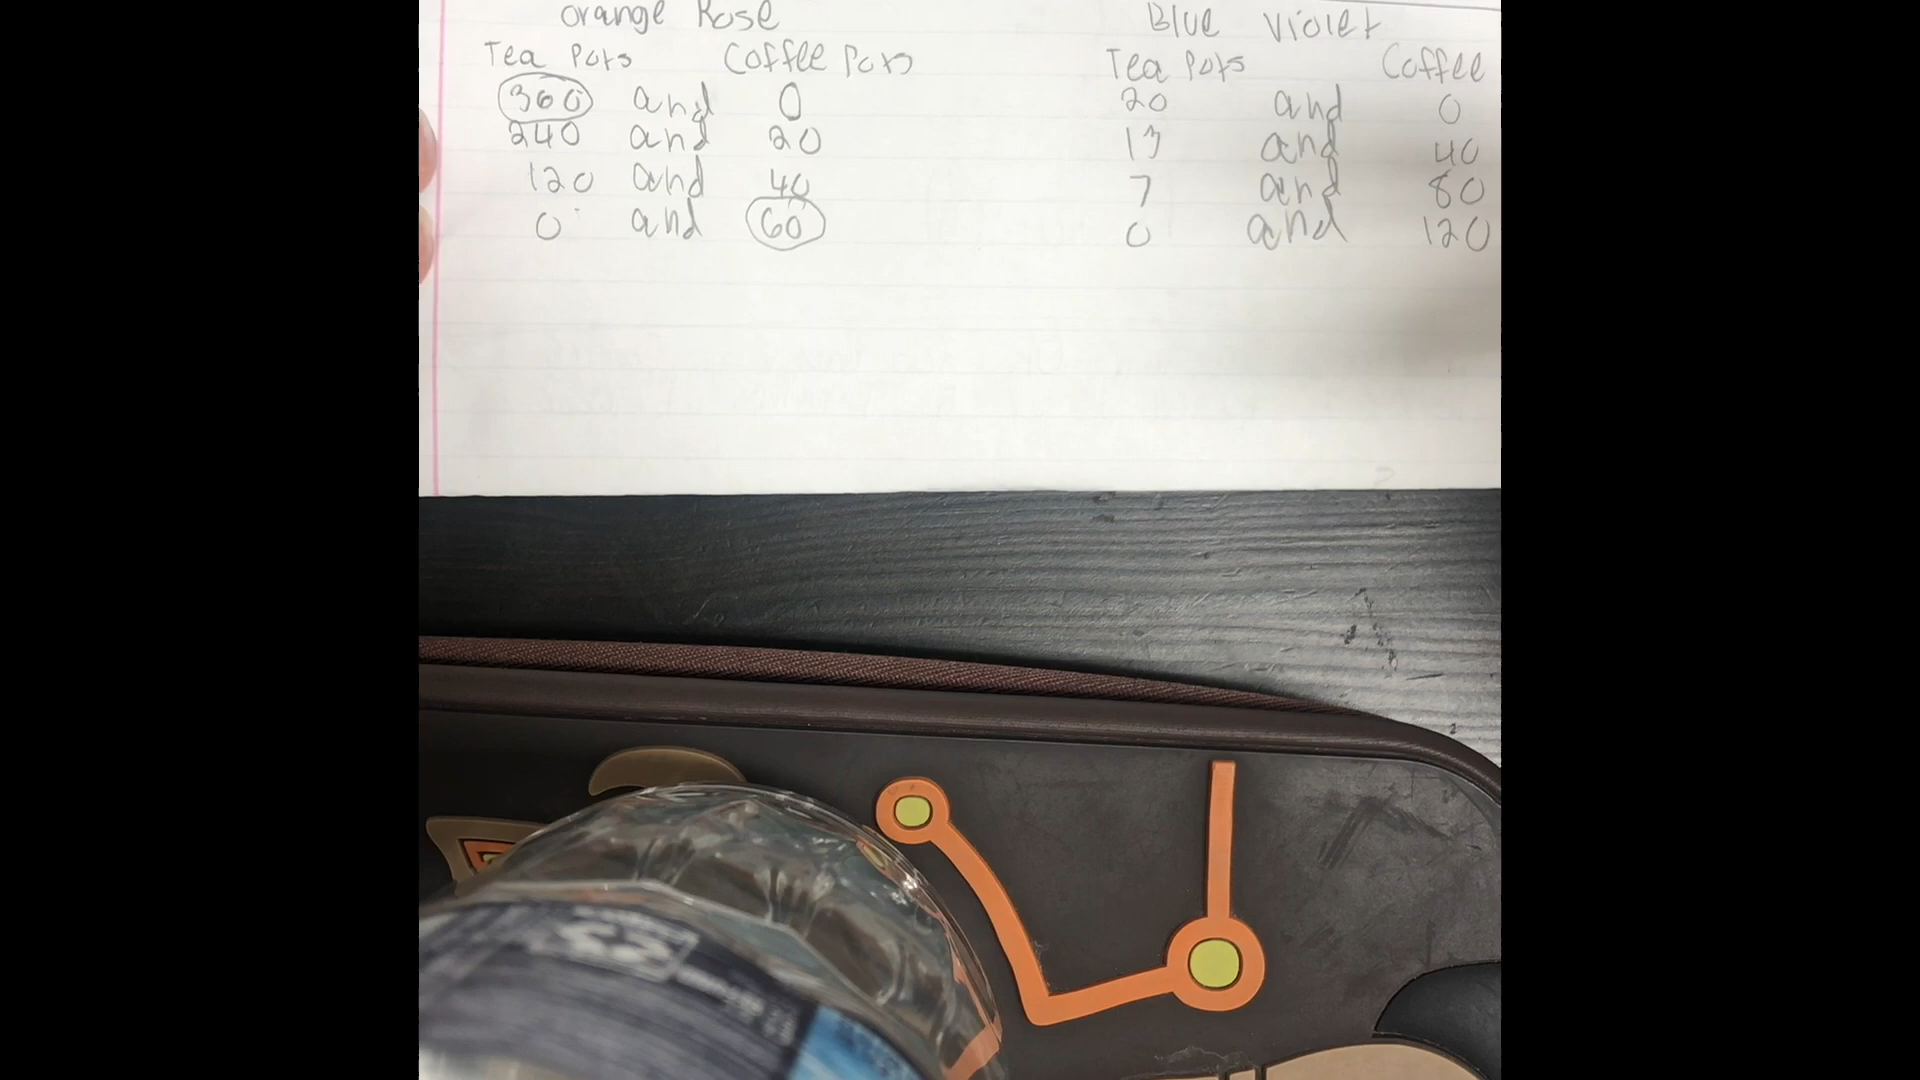 orange Rose Blue Violet
Tea Pots Coffee Pots Tea Pots Coffee
360 and 0 20 and 0
240 and 20 13 and 40
120 and 40 7 and 80
0 and 60 0 and 120